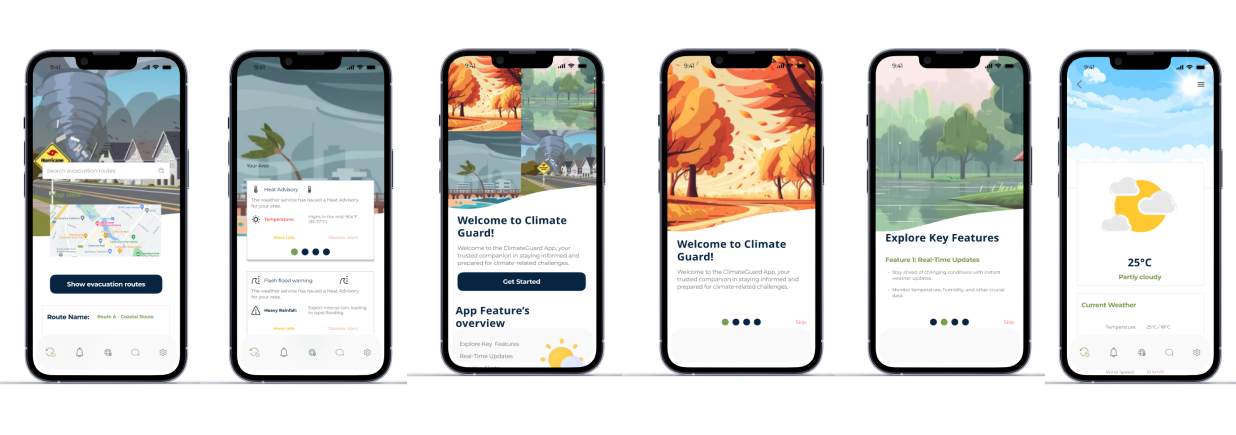 9:41
Hurricane
Search evacuation routes
Show evacuation routes
Route Name: Route A - Coastal Route
9:41
Your Area
Heat Advisory
The weather service has issued a Heat Advisory
for your area.
Temperature: Highs in the mid-90s°F
More info Dismiss alert
Flash flood warning
The weather service has issued a Heat Advisory
for your area.
Heavy Rainfall: Expect intense rain, leading
to rapid flooding.
More info Dismiss alert
9:41
Welcome to Climate
Guard!
Welcome to the ClimateGuard App, your
trusted companion in staying informed and
prepared for climate-related challenges.
Get Started
App Feature's
overview
Explore Key Features
Real-Time Updates
9:41
Welcome to Climate
Guard!
Welcome to the ClimateGuard App, your
trusted companion in staying informed and
prepared for climate-related challenges.
Skip
9:41
Explore Key Features
Feature 1: Real-Time Updates
- Stay ahead of changing conditions with instant
weather updates.
- Monitor temperature, humidity, and other crucial
data.
Skip
9:41
25°C
Partly cloudy
Current Weather
Temperature 25°C/18°C
Wind Speed